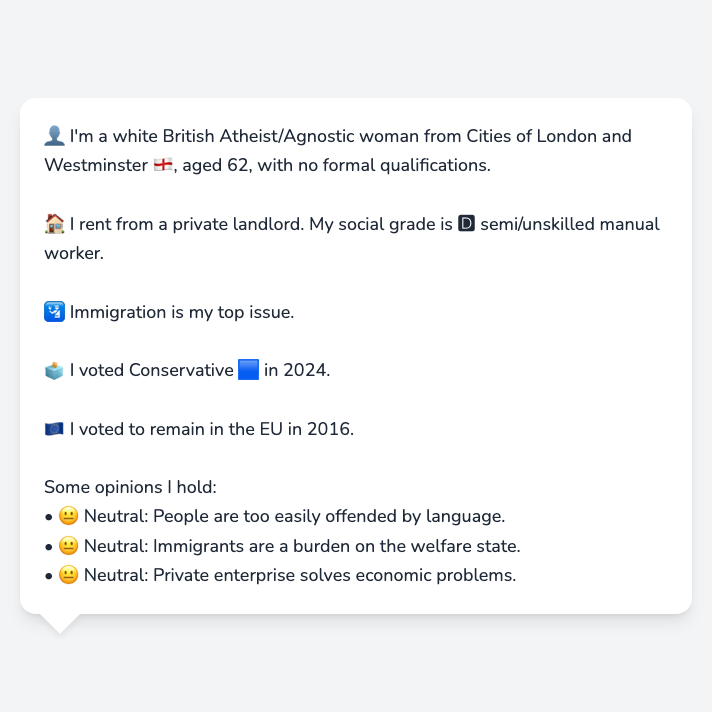 👤 I'm a white British Atheist/Agnostic woman from Cities of London and
Westminster 🏴󠁧󠁢󠁥󠁮󠁧󠁿, aged 62, with no formal qualifications.
🏠 I rent from a private landlord. My social grade is 🅳 semi/unskilled manual
worker.
🛂 Immigration is my top issue.
🗳️ I voted Conservative 🟦 in 2024.
🇪🇺 I voted to remain in the EU in 2016.
Some opinions I hold:
• 😐 Neutral: People are too easily offended by language.
• 😐 Neutral: Immigrants are a burden on the welfare state.
• 😐 Neutral: Private enterprise solves economic problems.